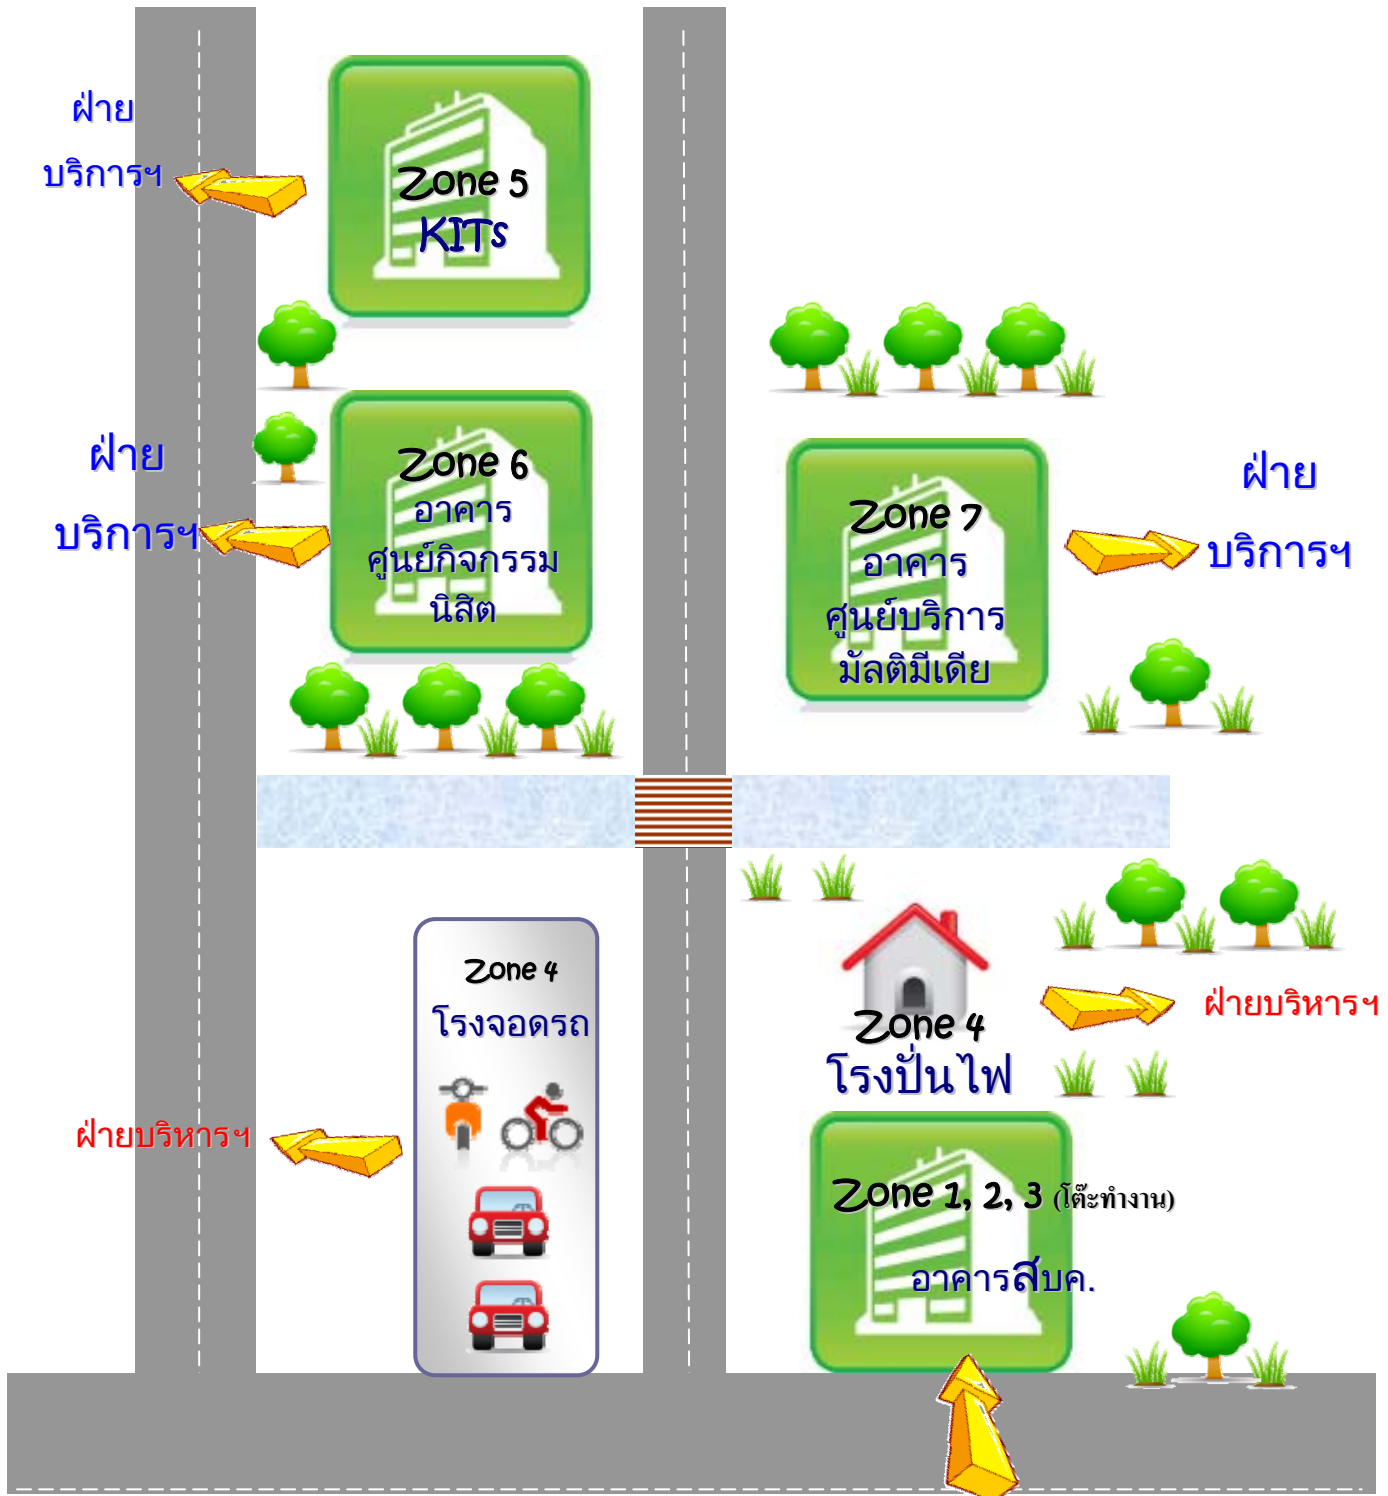 ฝ่าย
บริการฯ
Zone 5
KITs
ฝ่าย
บริการฯ
Zone 6
อาคาร
ศูนย์กิจกรรม
นิสิต
Zone 7
อาคาร
ศูนย์บริการ
มัลติมีเดีย
ฝ่าย
บริการฯ
Zone 4
โรงจอดรถ
ฝ่ายบริหารฯ
Zone 4
โรงปั่นไฟ
ฝ่ายบริหารฯ
Zone 1, 2, 3 (โต๊ะทำงาน)
อาคารสบค.